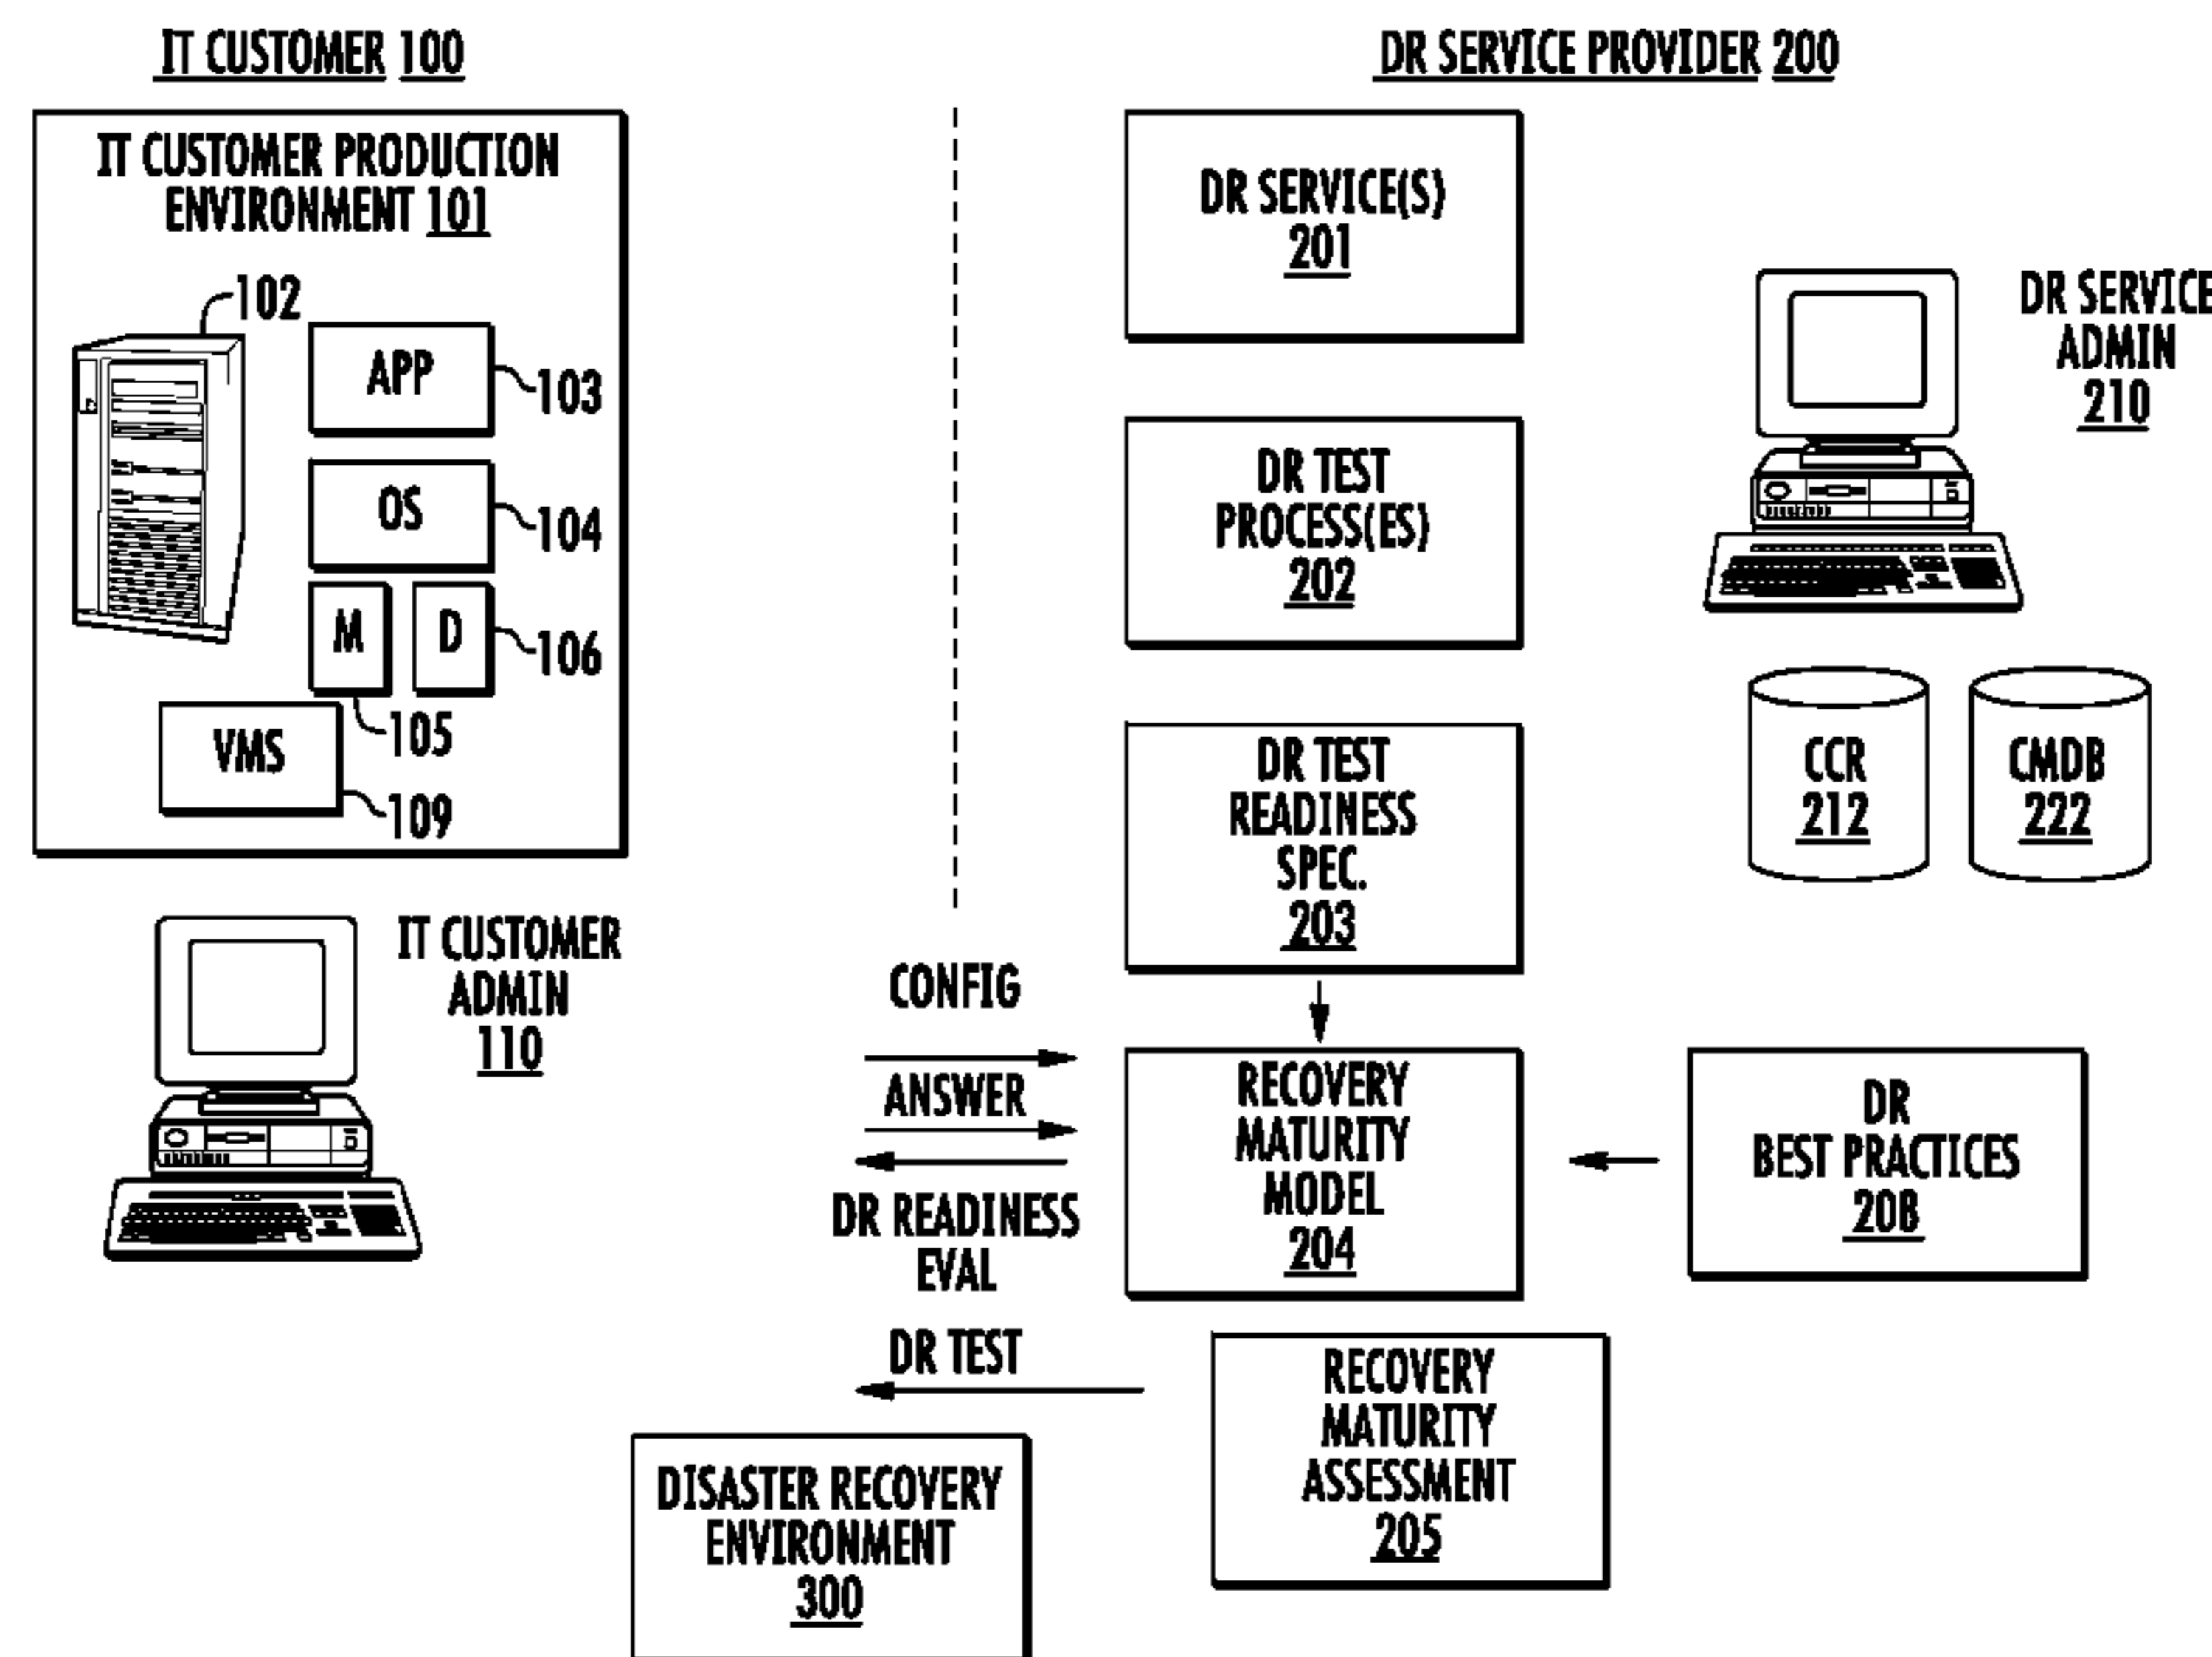 IT CUSTOMER 100
IT CUSTOMER PRODUCTION
ENVIRONMENT 101
102
APP
103
OS
104
M
D
106
105
VMS
109
IT CUSTOMER
ADMIN
110
CONFIG
ANSWER
DR READINESS
EVAL
DR TEST
DISASTER RECOVERY
ENVIRONMENT
300
DR SERVICE PROVIDER 200
DR SERVICE(S)
201
DR TEST
PROCESS(ES)
202
DR TEST
READINESS
SPEC.
203
RECOVERY
MATURITY
MODEL
204
RECOVERY
MATURITY
ASSESSMENT
205
DR SERVICE
ADMIN
210
CCR
212
CMDB
222
DR
BEST PRACTICES
208